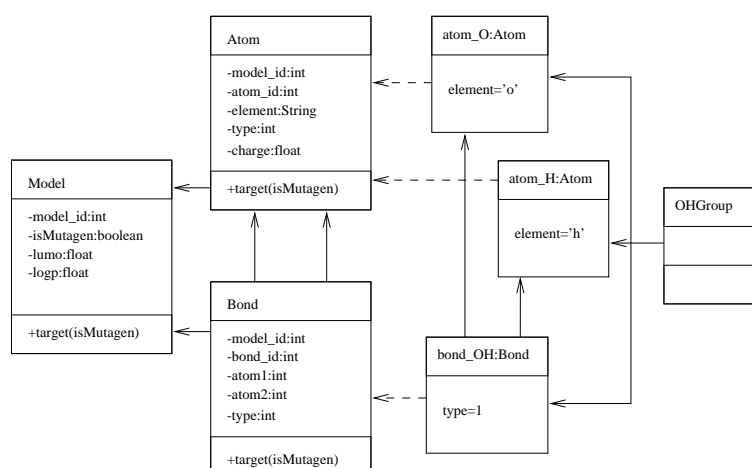 Atom
-model_id:int
-atom_id:int
-element:String
-type:int
-charge:float
+target(isMutagen)
atom_O:Atom
element='o'
Model
-model_id:int
-isMutagen:boolean
-lumo:float
-logp:float
+target(isMutagen)
atom_H:Atom
element='h'
OHGroup
Bond
-model_id:int
-bond_id:int
-atom1:int
-atom2:int
-type:int
+target(isMutagen)
bond_OH:Bond
type=1